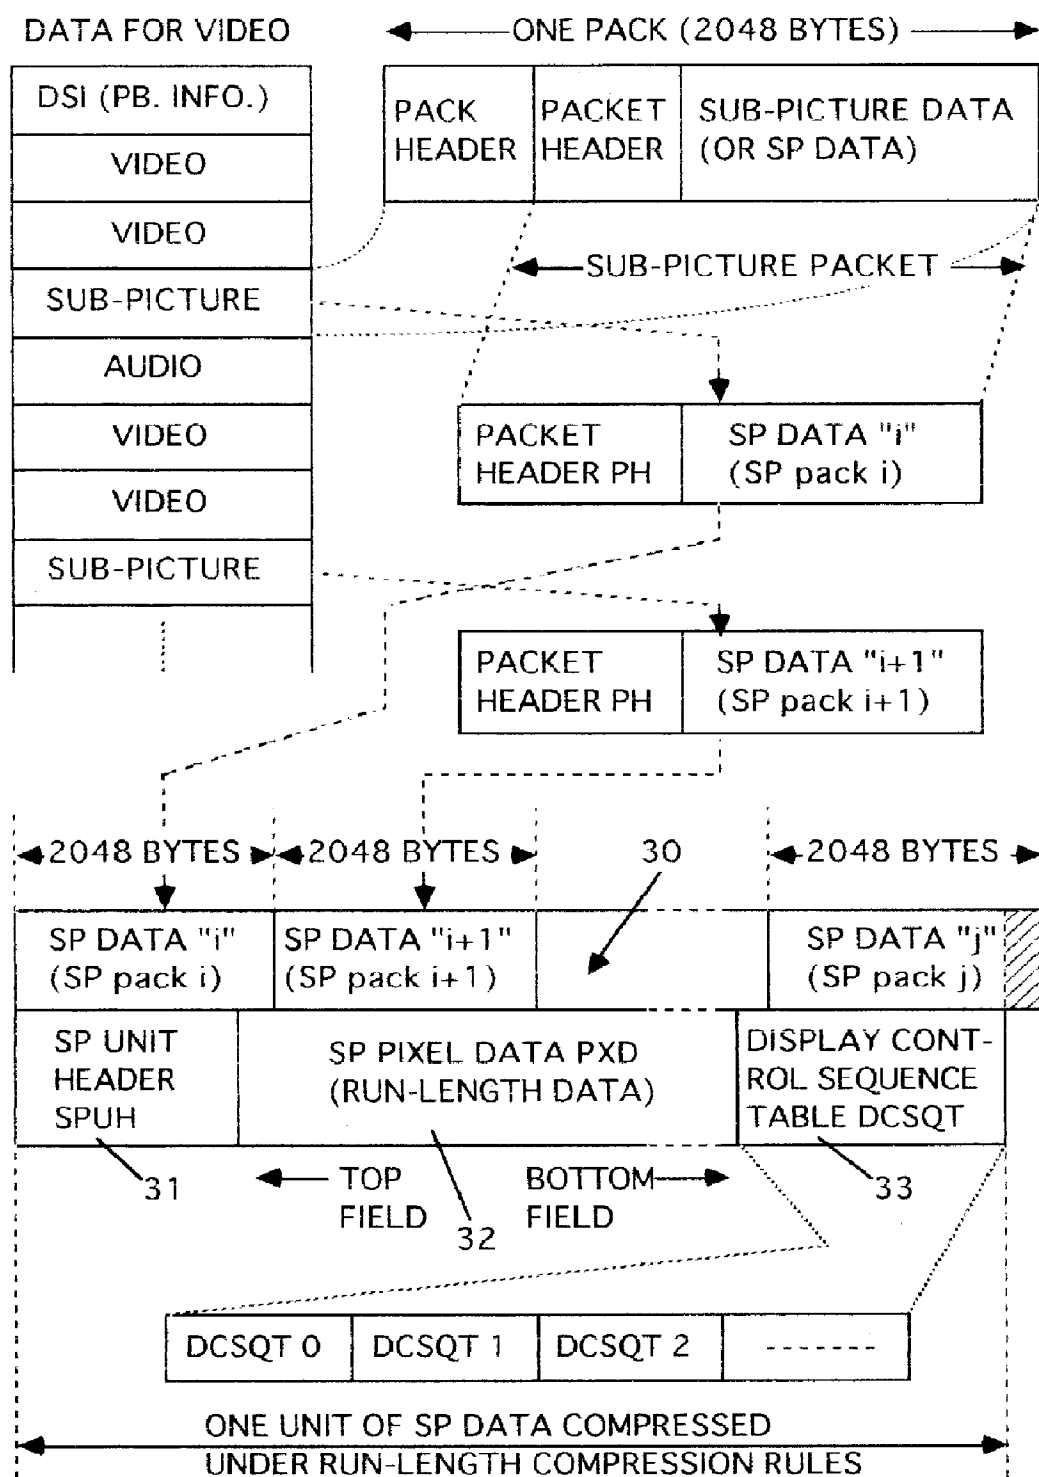 DATA FOR VIDEO
ONE PACK (2048 BYTES)
DSI (PB. INFO.)
VIDEO
VIDEO
SUB-PICTURE
AUDIO
VIDEO
VIDEO
SUB-PICTURE
PACK
HEADER
PACKET
HEADER
SUB-PICTURE DATA
(OR SP DATA)
SUB-PICTURE PACKET
PACKET
HEADER PH
SP DATA "i"
(SP pack i)
PACKET
HEADER PH
SP DATA "i+1"
(SP pack i+1)
2048 BYTES
2048 BYTES
30
2048 BYTES
SP DATA "i"
(SP pack i)
SP DATA "i+1"
(SP pack i+1)
SP DATA "j"
(SP pack j)
SP UNIT
HEADER
SPUH
SP PIXEL DATA PXD
(RUN-LENGTH DATA)
DISPLAY CONT-
ROL SEQUENCE
TABLE DCSQT
31
TOP
FIELD
32
BOTTOM
FIELD
33
DCSQT 0
DCSQT 1
DCSQT 2
ONE UNIT OF SP DATA COMPRESSED
UNDER RUN-LENGTH COMPRESSION RULES